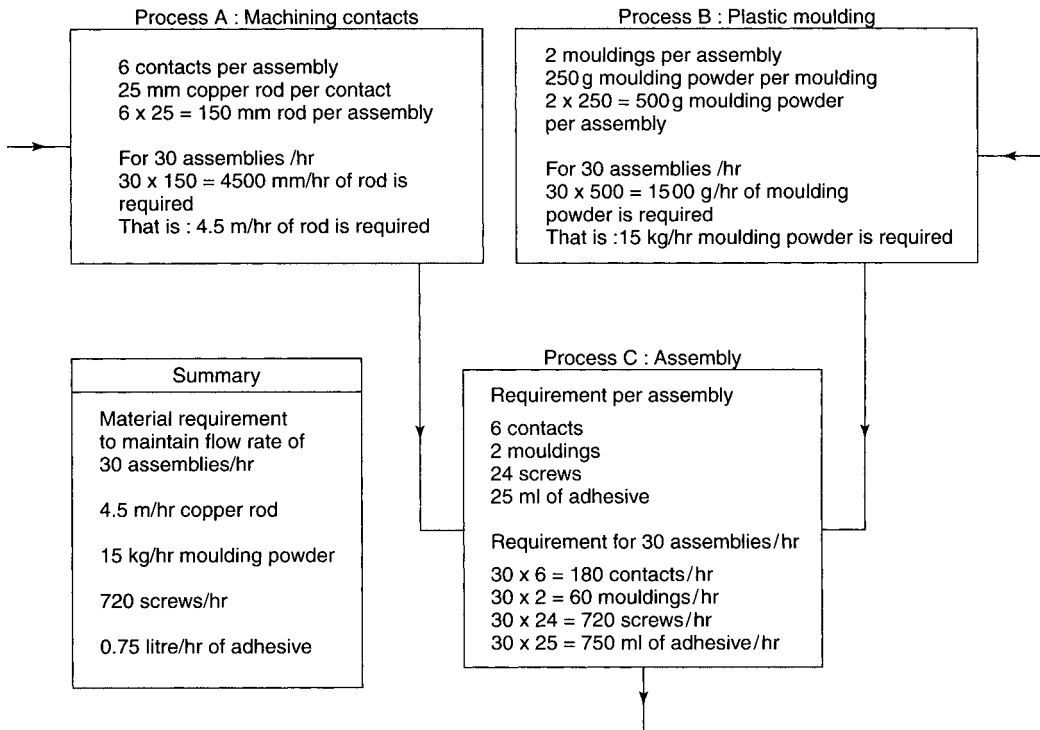 Process A : Machining contacts
6 contacts per assembly
25 mm copper rod per contact
6 x 25 = 150 mm rod per assembly
For 30 assemblies /hr
30 x 150 = 4500 mm/hr of rod is
required
That is : 4.5 m/hr of rod is required
Process B : Plastic moulding
2 mouldings per assembly
250 g moulding powder per moulding
2 x 250 = 500 g moulding powder
per assembly
For 30 assemblies /hr
30 x 500 = 1500 g/hr of moulding
powder is required
That is :15 kg/hr moulding powder is required
Summary
Material requirement
to maintain flow rate of
30 assemblies/hr
4.5 m/hr copper rod
15 kg/hr moulding powder
720 screws/hr
0.75 litre/hr of adhesive
Process C : Assembly
Requirement per assembly
6 contacts
2 mouldings
24 screws
25 ml of adhesive
Requirement for 30 assemblies/hr
30 x 6 = 180 contacts/hr
30 x 2 = 60 mouldings/hr
30 x 24 = 720 screws/hr
30 x 25 = 750 ml of adhesive/hr